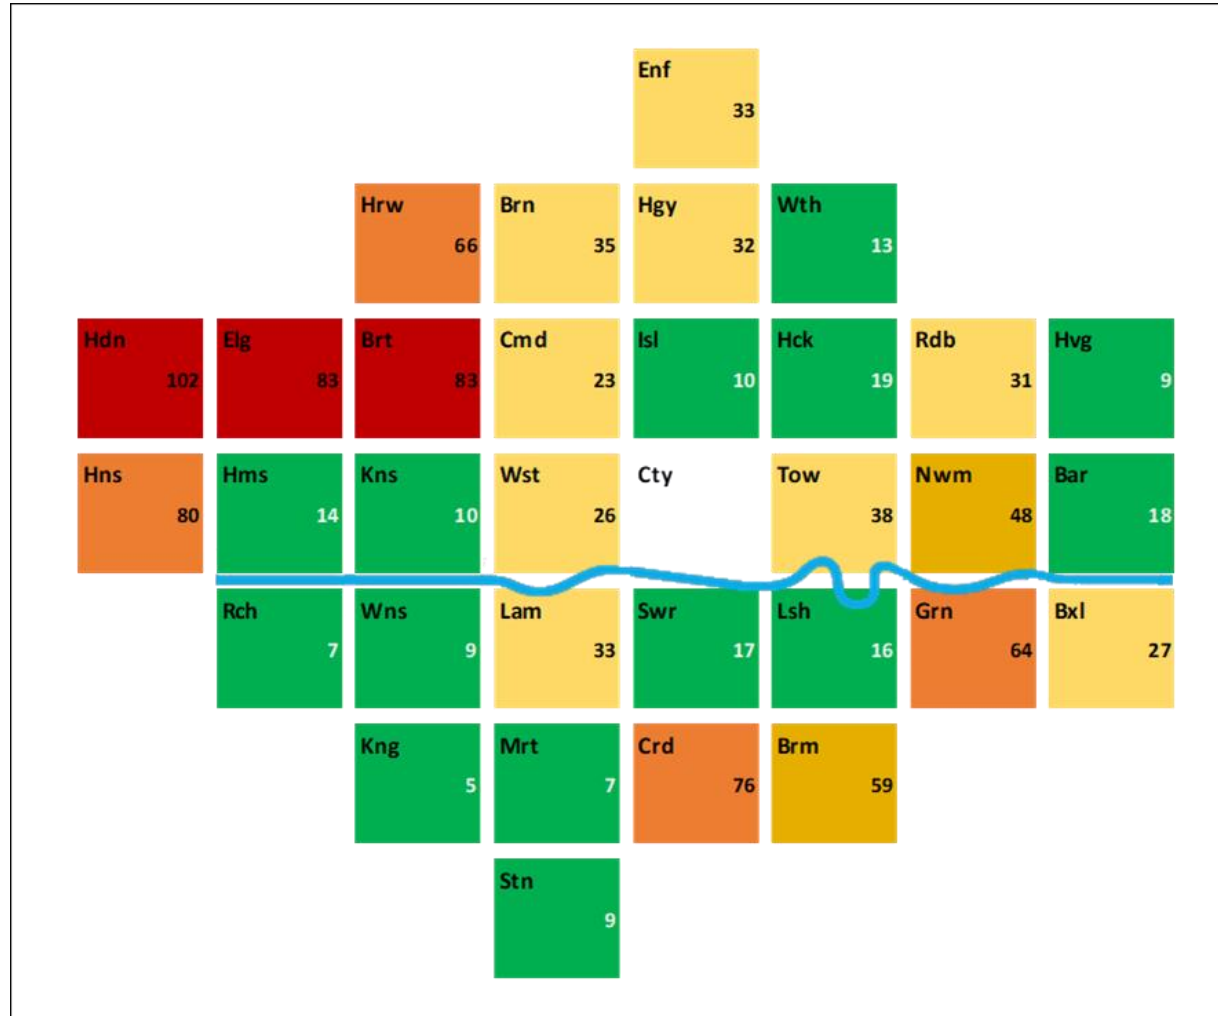 Enf
33
Hrw Brn Hgy Wth
66 35 32 13
Hdn Elg Brt Cmd Isl Hck Rdb Hvg
102 83 83 23 10 19 31 9
Hns Hms Kns Wst Cty Tow Nwm Bar
80 14 10 26 38 48 18
Rch Wns Lam Swr Lsh Grn Bxl
7 9 33 17 16 64 27
Kng Mrt Crd Brm
5 7 76 59
Stn
9